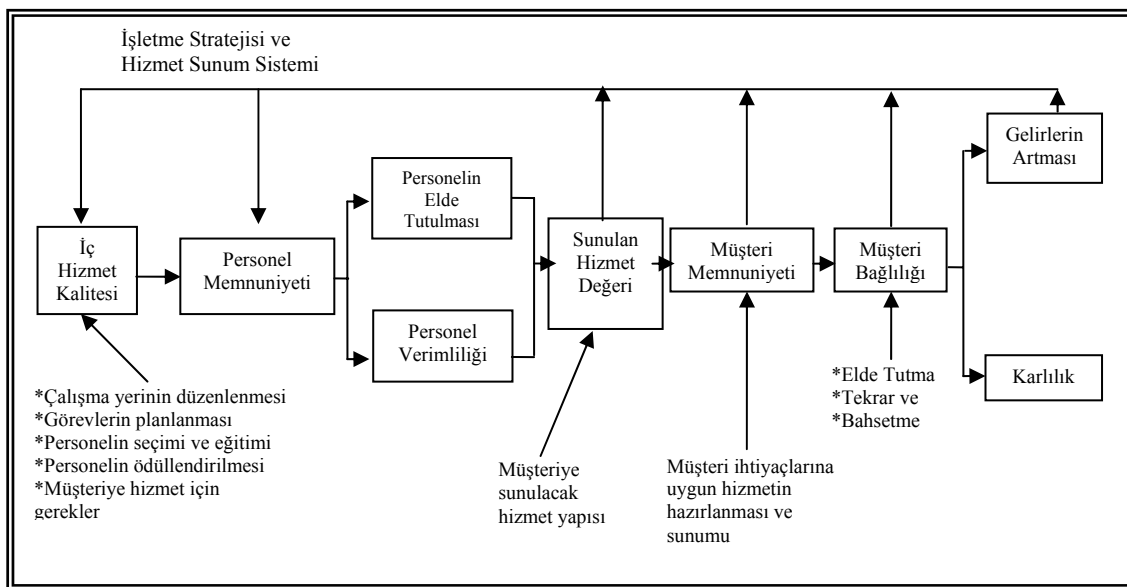 İşletme Stratejisi ve
Hizmet Sunum Sistemi
Gelirlerin
Artması
Personelin
Elde
Tutulması
İç
Hizmet
Kalitesi
Personel
Memnuniyeti
Sunulan
Hizmet
Değeri
Müşteri
Memnuniyeti
Müşteri
Bağlılığı
Personel
Verimliliği
Karlılık
*Çalışma yerinin düzenlenmesi
*Görevlerin planlanması
*Personelin seçimi ve eğitimi
*Personelin ödüllendirilmesi
*Müşteriye hizmet için
gerekler
Müşteriye
sunulacak
hizmet yapısı
Müşteri ihtiyaçlarına
uygun hizmetin
hazırlanması ve
sunumu
*Elde Tutma
*Tekrar ve
*Bahsetme